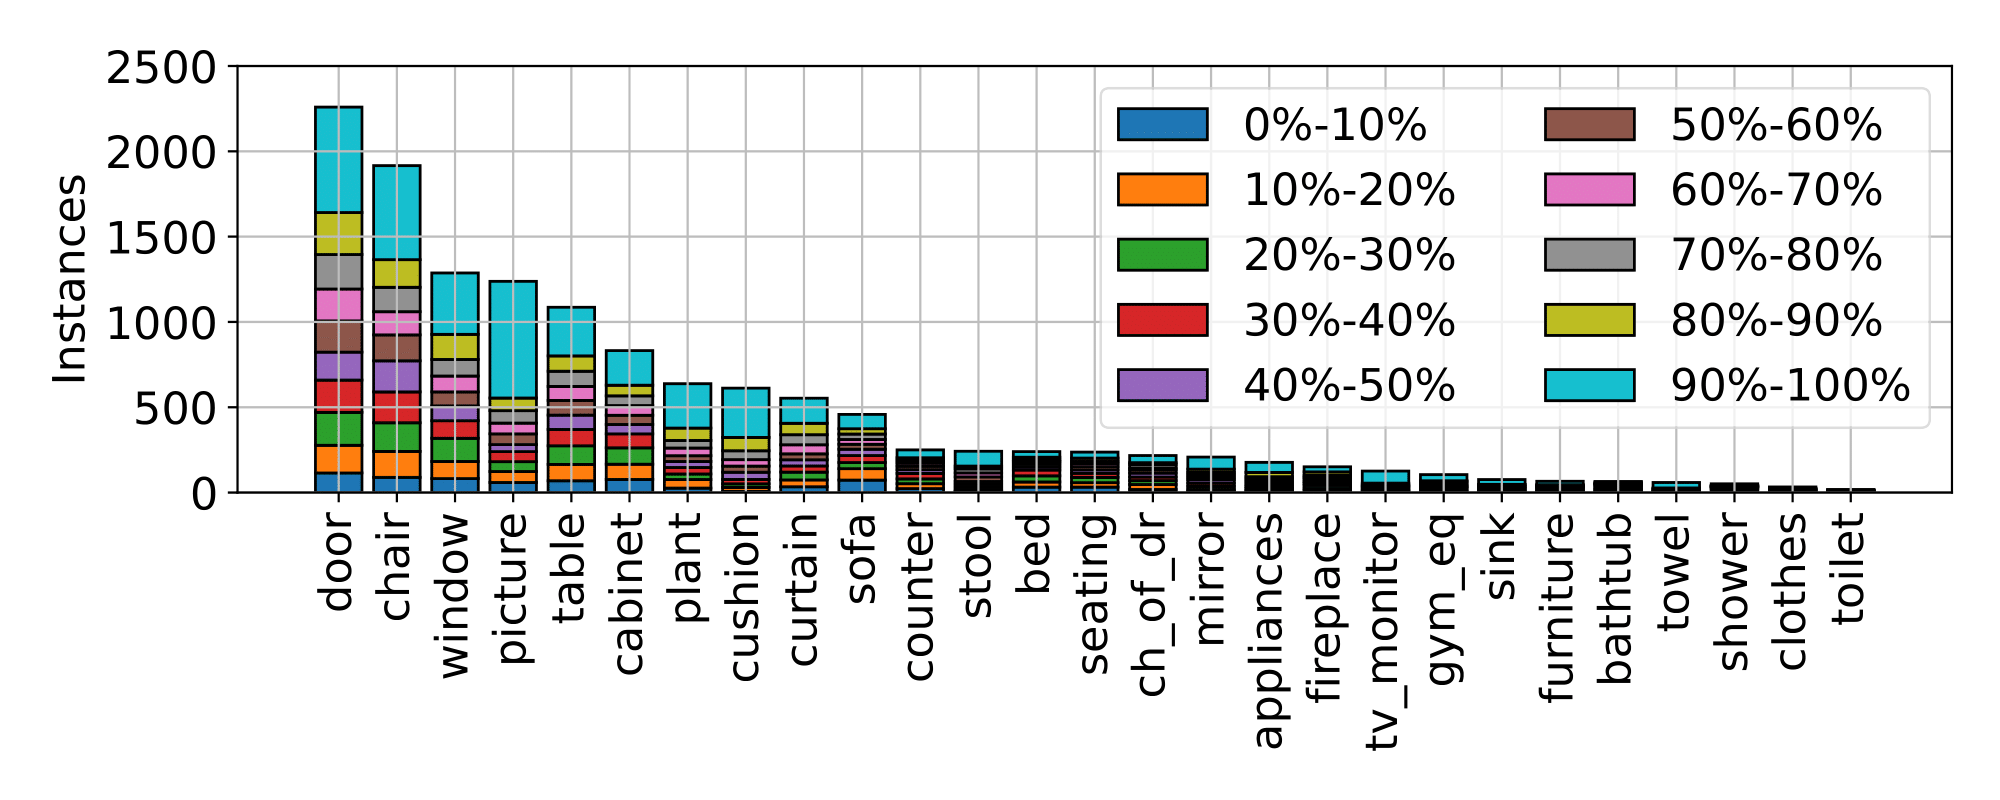 2500
2000
1500
1000
500
0
Instances
0%-10%
10%-20%
20%-30%
30%-40%
40%-50%
50%-60%
60%-70%
70%-80%
80%-90%
90%-100%
door
chair
window
picture
table
cabinet
plant
cushion
curtain
sofa
counter
stool
bed
seating
ch_of_dr
mirror
appliances
fireplace
tv_monitor
gym_eq
sink
furniture
bathtub
towel
shower
clothes
toilet